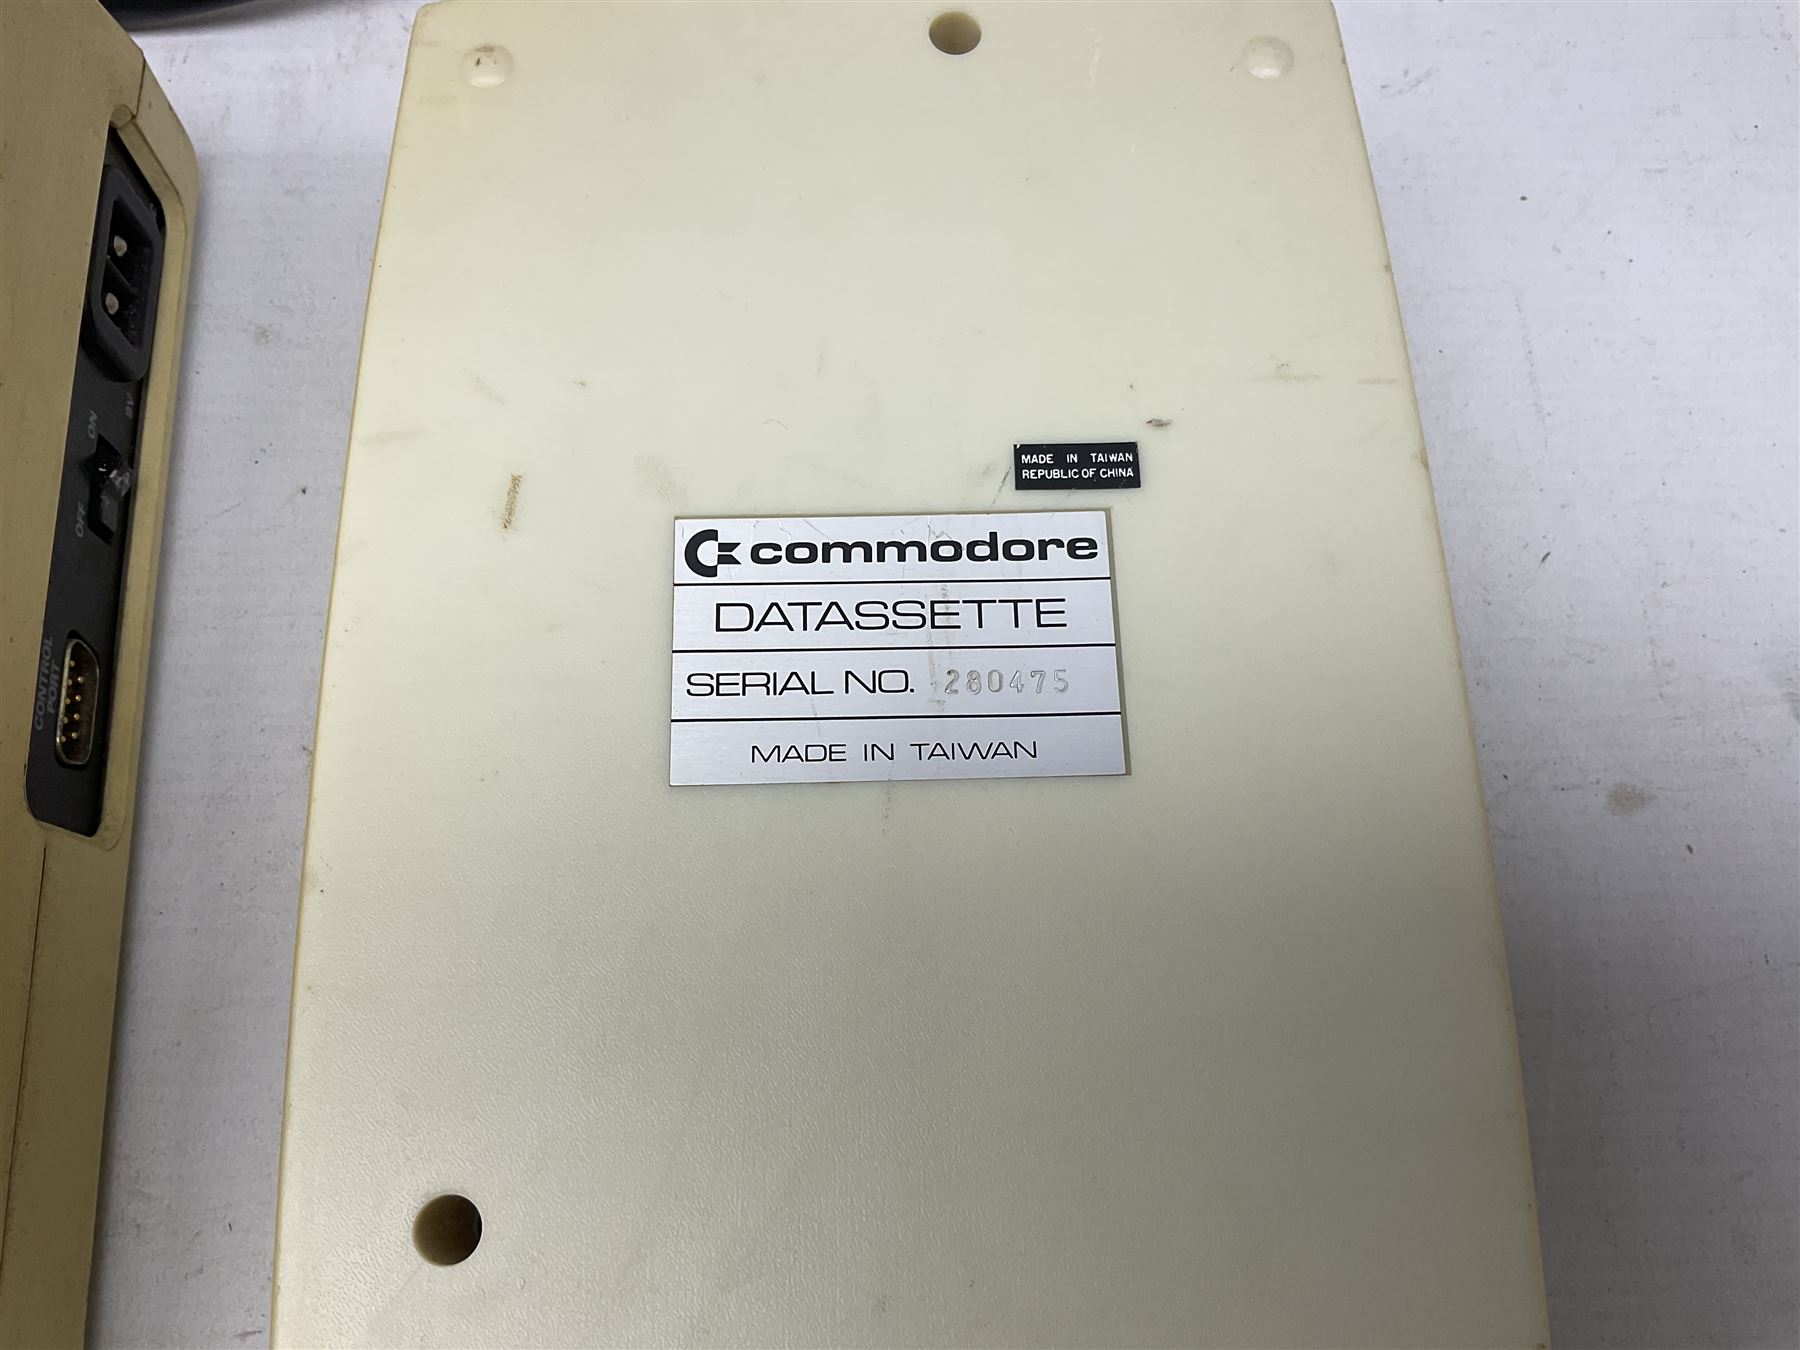 9V
ON
OFF
CONTROL
PORT
MADE IN TAIWAN
REPUBLIC OF CHINA
commodore
DATASSETTE
SERIAL NO. 280475
MADE IN TAIWAN